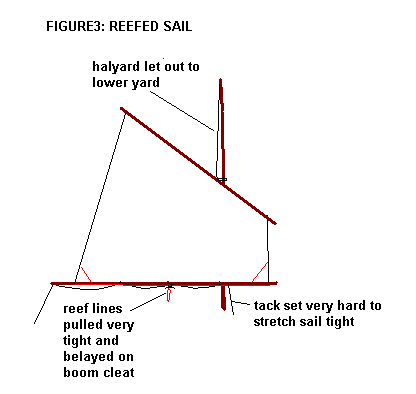 FIGURE3: REEFED SAIL
halyard let out to
lower yard
reef lines
pulled very
tight and
belayed on
boom cleat
tack set very hard to
stretch sail tight